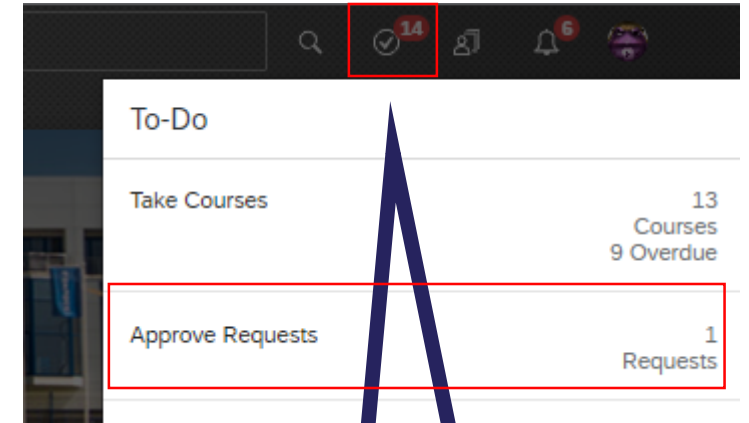 14
6
To-Do
Take Courses 13
Courses
9 Overdue
Approve Requests 1
Requests